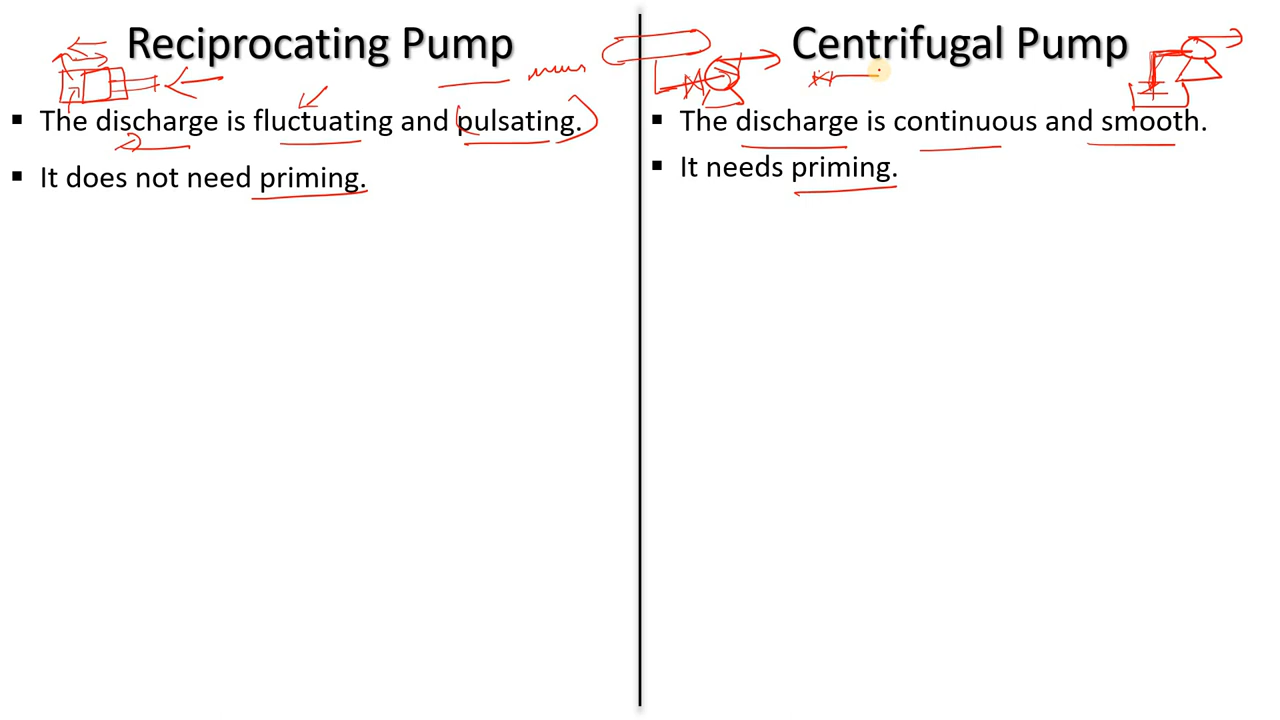 Reciprocating Pump
▪ The discharge is fluctuating and pulsating.
▪ It does not need priming.
Centrifugal Pump
▪ The discharge is continuous and smooth.
▪ It needs priming.